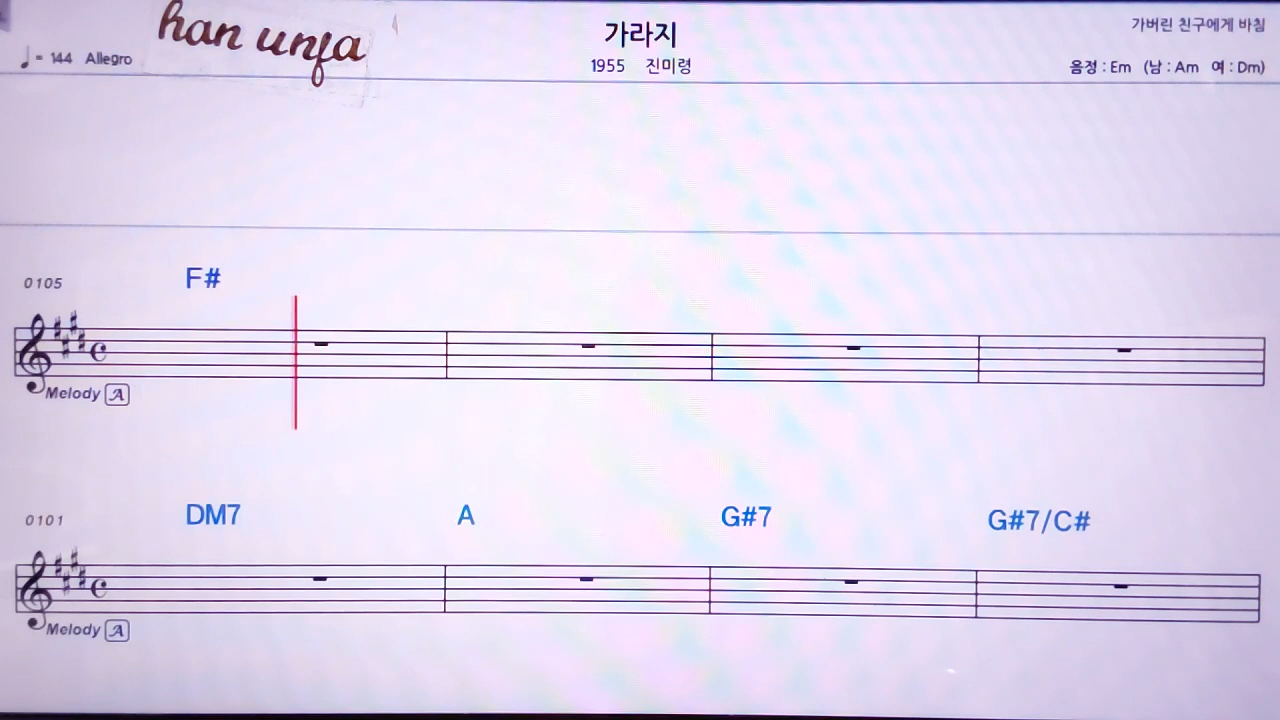 han unfa
가라지
가버린 친구에게 바침
♩ = 144 Allegro
1955 진미령
음정 : Em (남 : Am 여 : Dm)
0105 F#
Melody A
0101 DM7 A G#7 G#7/C#
Melody A